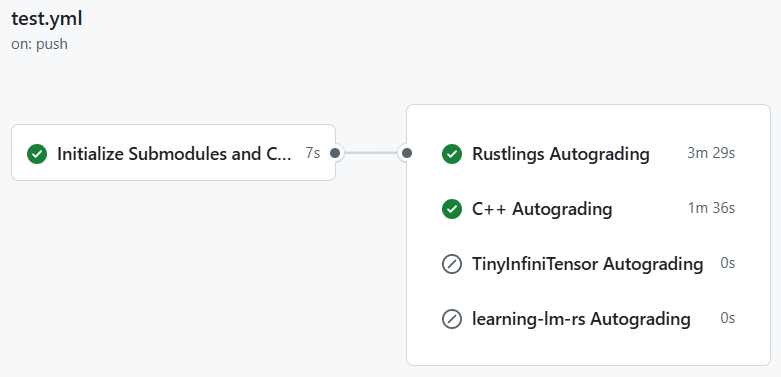 test.yml
on: push
Initialize Submodules and C... 7s
Rustlings Autograding 3m 29s
C++ Autograding 1m 36s
TinyInfiniTensor Autograding 0s
learning-lm-rs Autograding 0s